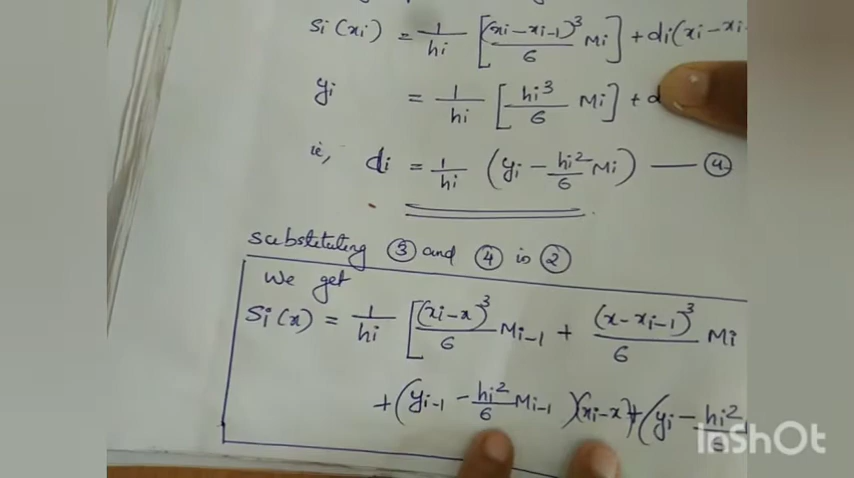 Si(xi) = 1/hi [(xi-xi-1)³/6 Mi] + di(xi-xi-
yi = 1/hi [hi³/6 Mi] + d
ie, di = 1/hi (yi - hi²/6 Mi) — ④
substituting ③ and ④ is ②
We get
Si(x) = 1/hi [(xi-x)³/6 Mi-1 + (x-xi-1)³/6 Mi
+(yi-1 - hi²/6 Mi-1)(xi-x)+(yi - hi²/6
InShOt